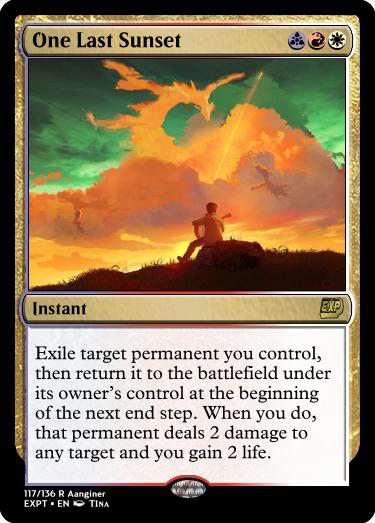 One Last Sunset
Instant
EXP
Exile target permanent you control,
then return it to the battlefield under
its owner's control at the beginning
of the next end step. When you do,
that permanent deals 2 damage to
any target and you gain 2 life.
117/136 R Aanginer
EXPT • EN TINA